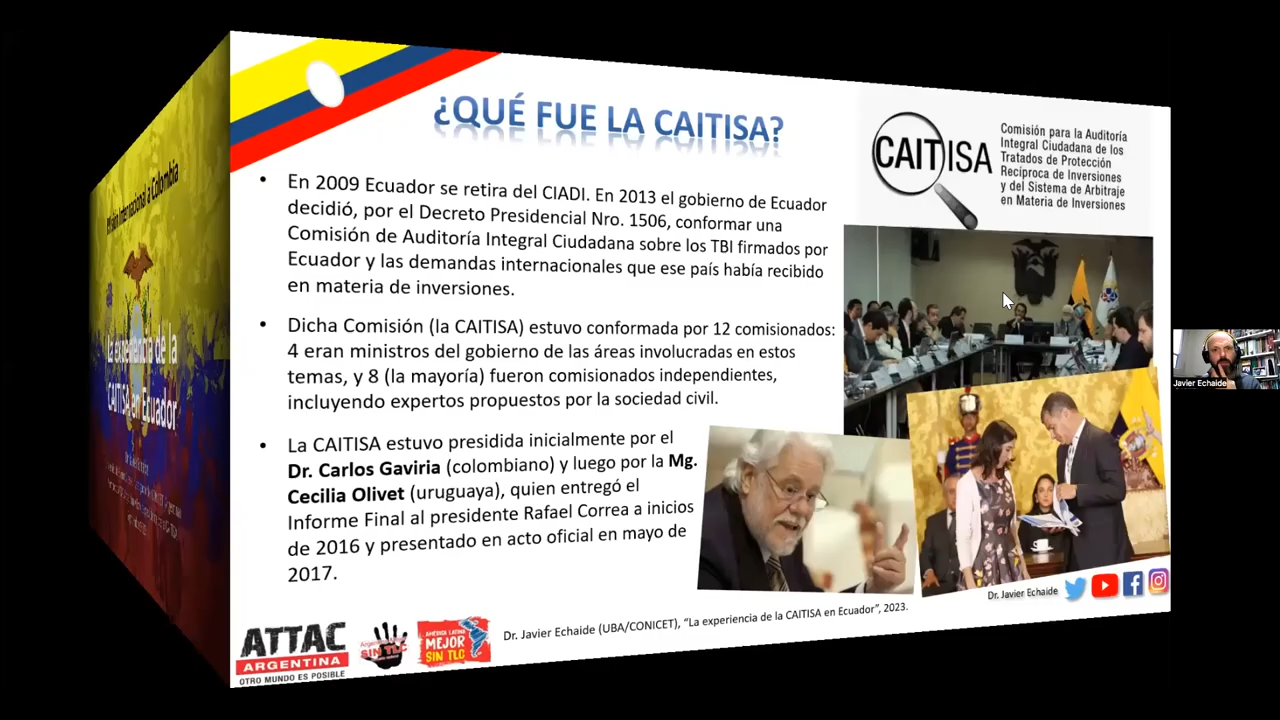 ¿QUÉ FUE LA CAITISA?
CAITISA
Comisión para la Auditoría
Integral Ciudadana de los
Tratados de Protección
Recíproca de Inversiones
y del Sistema de Arbitraje
en Materia de Inversiones
• En 2009 Ecuador se retira del CIADI. En 2013 el gobierno de Ecuador
decidió, por el Decreto Presidencial Nro. 1506, conformar una
Comisión de Auditoría Integral Ciudadana sobre los TBI firmados por
Ecuador y las demandas internacionales que ese país había recibido
en materia de inversiones.
• Dicha Comisión (la CAITISA) estuvo conformada por 12 comisionados:
4 eran ministros del gobierno de las áreas involucradas en estos
temas, y 8 (la mayoría) fueron comisionados independientes,
incluyendo expertos propuestos por la sociedad civil.
• La CAITISA estuvo presidida inicialmente por el
Dr. Carlos Gaviria (colombiano) y luego por la Mg.
Cecilia Olivet (uruguaya), quien entregó el
Informe Final al presidente Rafael Correa a inicios
de 2016 y presentado en acto oficial en mayo de
2017.
Dr. Javier Echaide
Dr. Javier Echaide (UBA/CONICET), "La experiencia de la CAITISA en Ecuador", 2023.
ATTAC
ARGENTINA
OTRO MUNDO ES POSIBLE
SIN TLC
AMÉRICA LATINA
MEJOR
SIN TLC
Internacional a Colombia
La experiencia de la
CAITISA en Ecuador
Javier Echaide